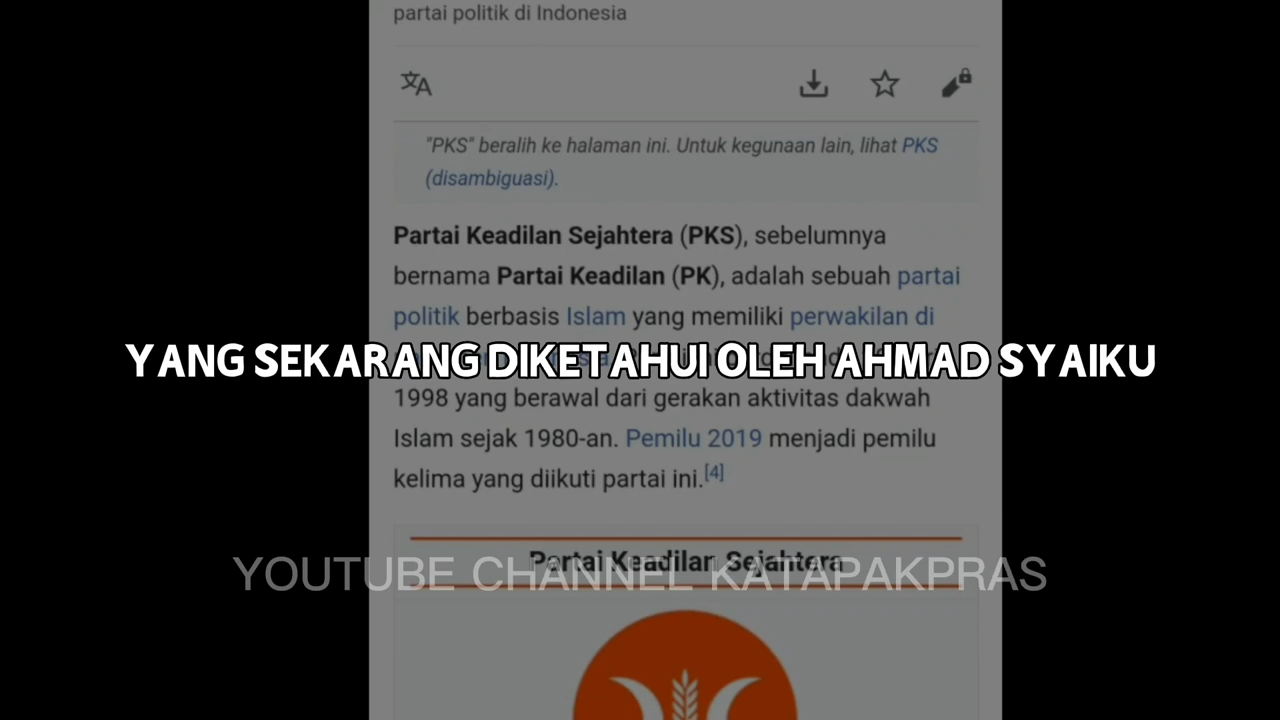 partai politik di Indonesia
"PKS" beralih ke halaman ini. Untuk kegunaan lain, lihat PKS
(disambiguasi).
Partai Keadilan Sejahtera (PKS), sebelumnya
bernama Partai Keadilan (PK), adalah sebuah partai
politik berbasis Islam yang memiliki perwakilan di
YANG SEKARANG DIKETAHUI OLEH AHMAD SYAIKU
1998 yang berawal dari gerakan aktivitas dakwah
Islam sejak 1980-an. Pemilu 2019 menjadi pemilu
kelima yang diikuti partai ini.[4]
Partai Keadilan Sejahtera
YOUTUBE CHANNEL KATAPAKPRAS